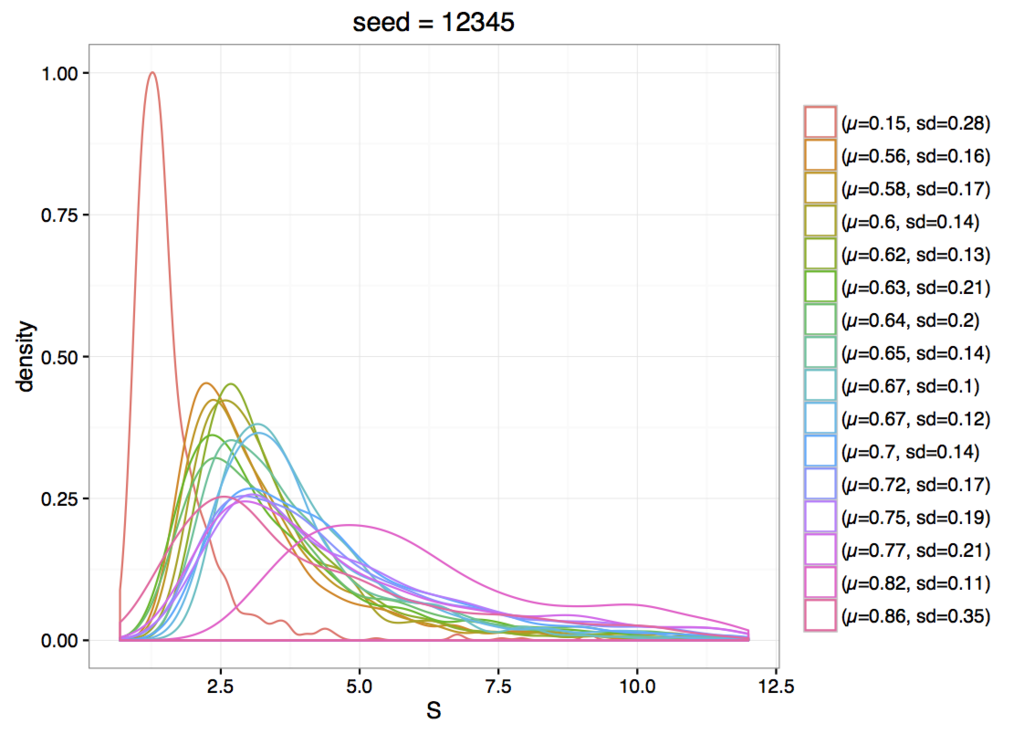 seed = 12345
density
1.00
0.75
0.50
0.25
0.00
2.5 5.0 7.5 10.0 12.5
S
(μ=0.15, sd=0.28)
(μ=0.56, sd=0.16)
(μ=0.58, sd=0.17)
(μ=0.6, sd=0.14)
(μ=0.62, sd=0.13)
(μ=0.63, sd=0.21)
(μ=0.64, sd=0.2)
(μ=0.65, sd=0.14)
(μ=0.67, sd=0.1)
(μ=0.67, sd=0.12)
(μ=0.7, sd=0.14)
(μ=0.72, sd=0.17)
(μ=0.75, sd=0.19)
(μ=0.77, sd=0.21)
(μ=0.82, sd=0.11)
(μ=0.86, sd=0.35)